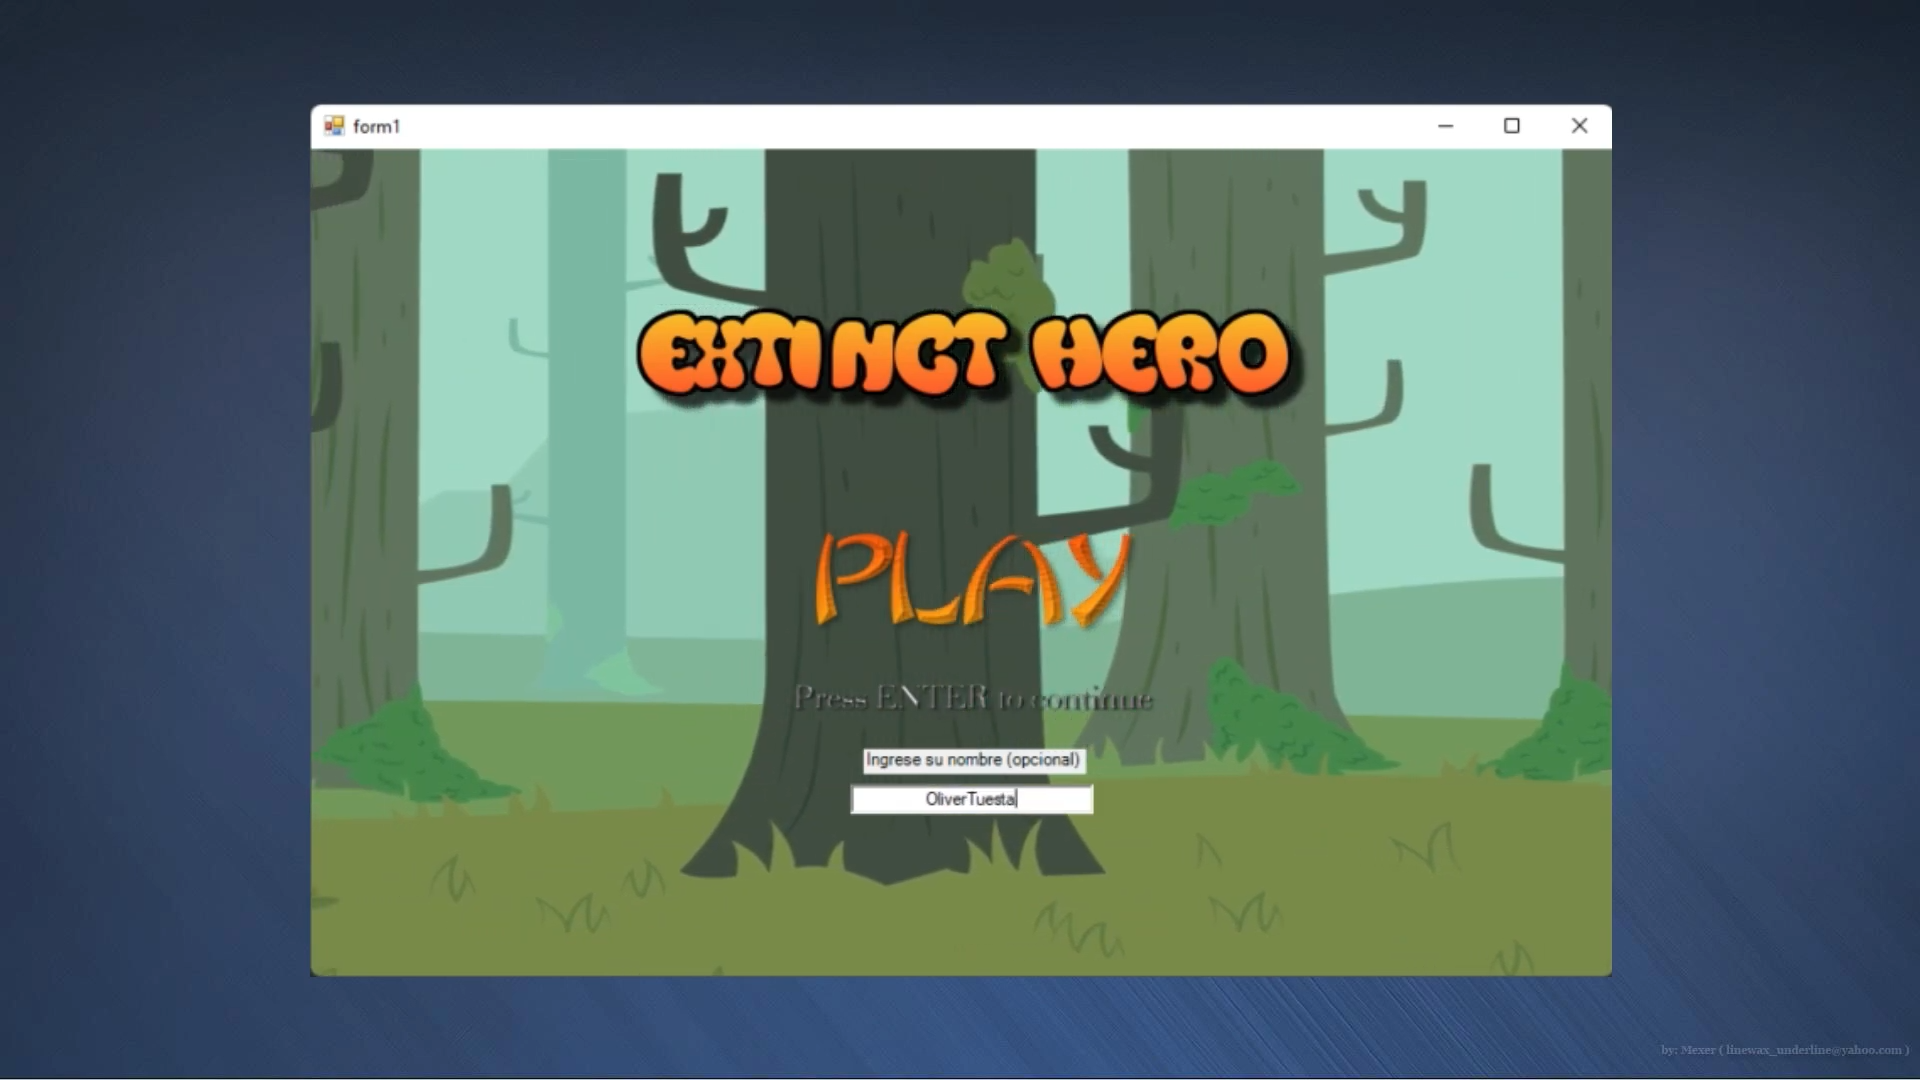 form1
EXTINCT HERO
PLAY
Press ENTER to continue
Ingrese su nombre (opcional)
OliverTuesta
by: Mexer ( linewax_underline@yahoo.com )